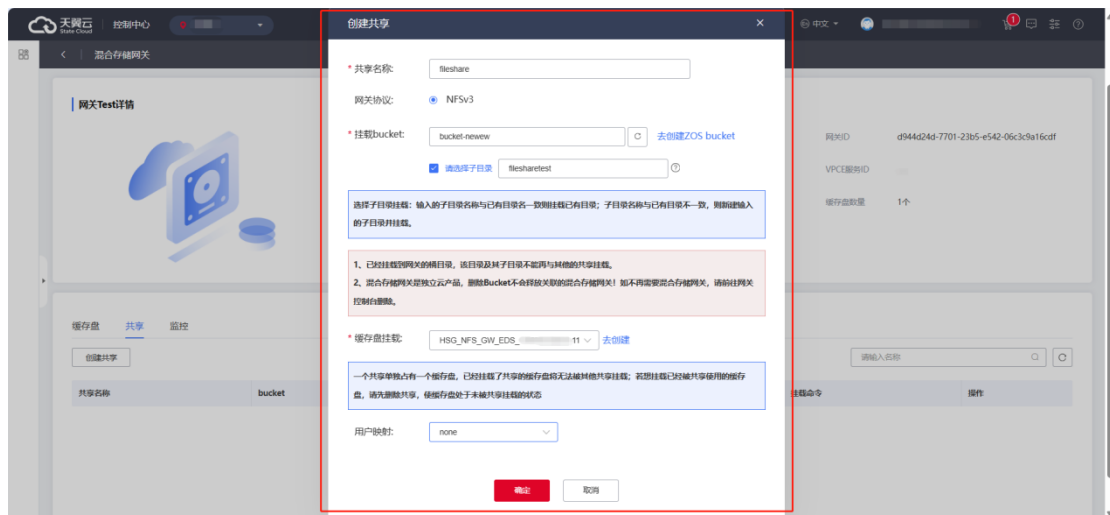 天翼云
State Cloud
控制中心
创建共享
中文
1
混合存储网关
网关Test详情
* 共享名称:
fileshare
网关协议:
NFSv3
* 挂载bucket:
bucket-newew
去创建ZOS bucket
请选择子目录
filesharetest
选择子目录挂载：输入的子目录名称与已有目录名一致则挂载已有目录；子目录名称与已有目录不一致，则新建输入
的子目录并挂载。
1、已经挂载到网关的桶目录，该目录及其子目录不能再与其他的共享挂载。
2、混合存储网关是独立云产品，删除Bucket不会释放关联的混合存储网关！如不再需要混合存储网关，请前往网关
控制台删除。
* 缓存盘挂载:
HSG_NFS_GW_EDS_
11
去创建
一个共享单独占有一个缓存盘，已经挂载了共享的缓存盘将无法被其他共享挂载；若想挂载已经被共享使用的缓存
盘，请先删除共享，使缓存盘处于未被共享挂载的状态
用户映射:
none
确定
取消
网关ID
d944d24d-7701-23b5-e542-06c3c9a16cdf
VPCE服务ID
缓存盘数量
1个
缓存盘
共享
监控
创建共享
请输入名称
共享名称
bucket
挂载命令
操作